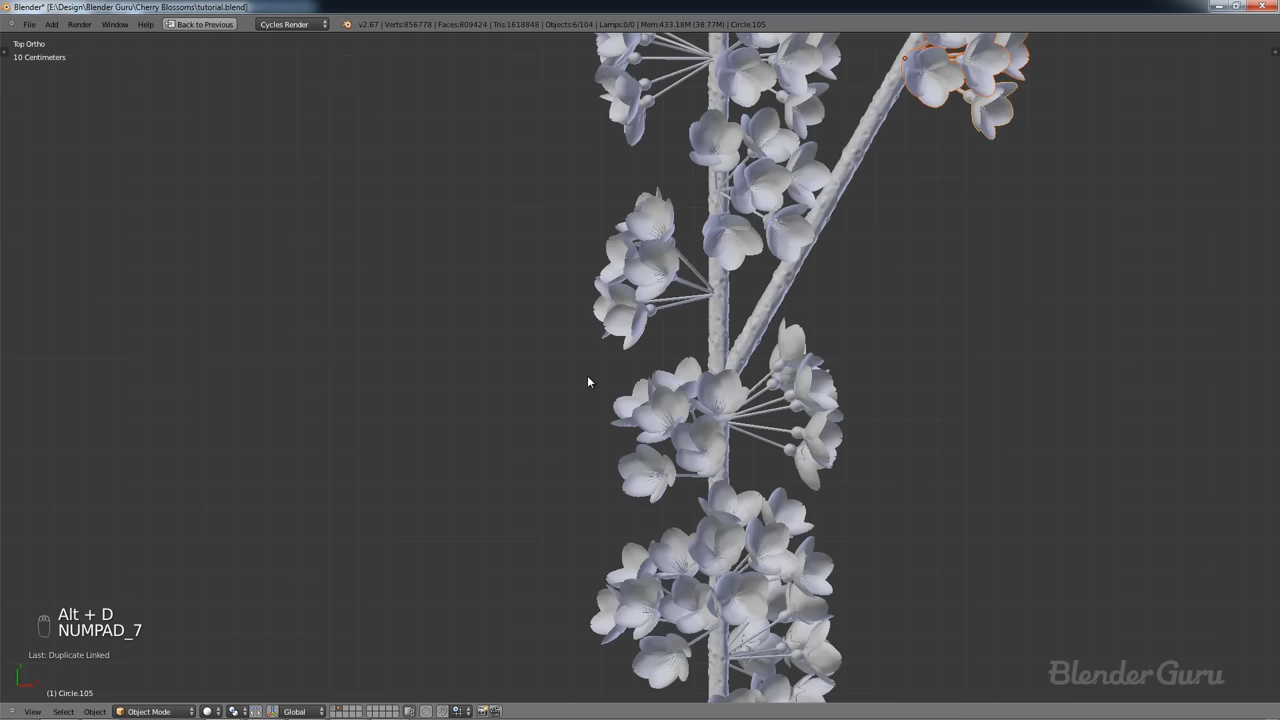 Blender* [E:\Design\Blender Guru\Cherry Blossoms\tutorial.blend]
File Add Render Window Help Back to Previous Cycles Render v2.67 | Verts:856778 | Faces:809424 | Tris:1618848 | Objects:6/104 | Lamps:0/0 | Mem:433.18M (38.77M) | Circle.105
Top Ortho
10 Centimeters
Alt + D
NUMPAD_7
Last: Duplicate Linked
BlenderGuru
(1) Circle.105
View Select Object Object Mode Global